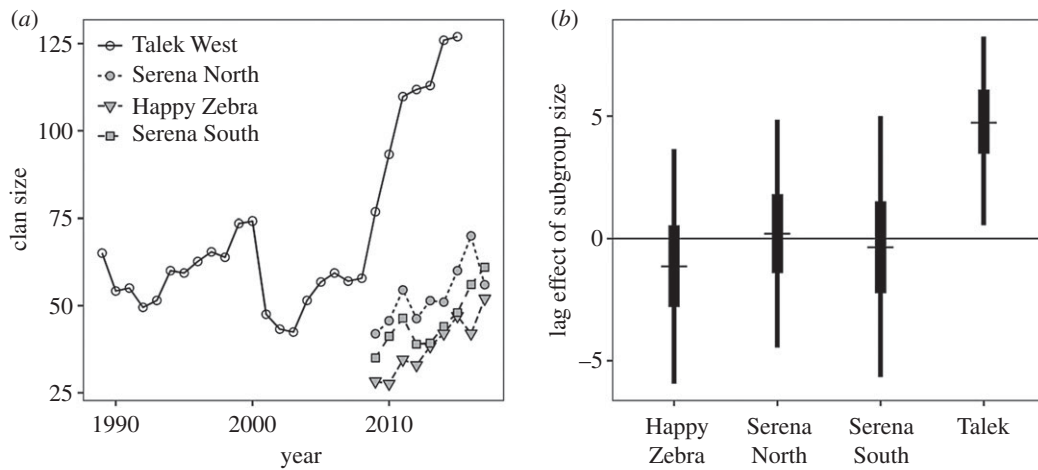 (a)
125
100
75
50
25
clan size
Talek West
Serena North
Happy Zebra
Serena South
1990
2000
2010
year
(b)
5
0
–5
lag effect of subgroup size
Happy
Zebra
Serena
North
Serena
South
Talek